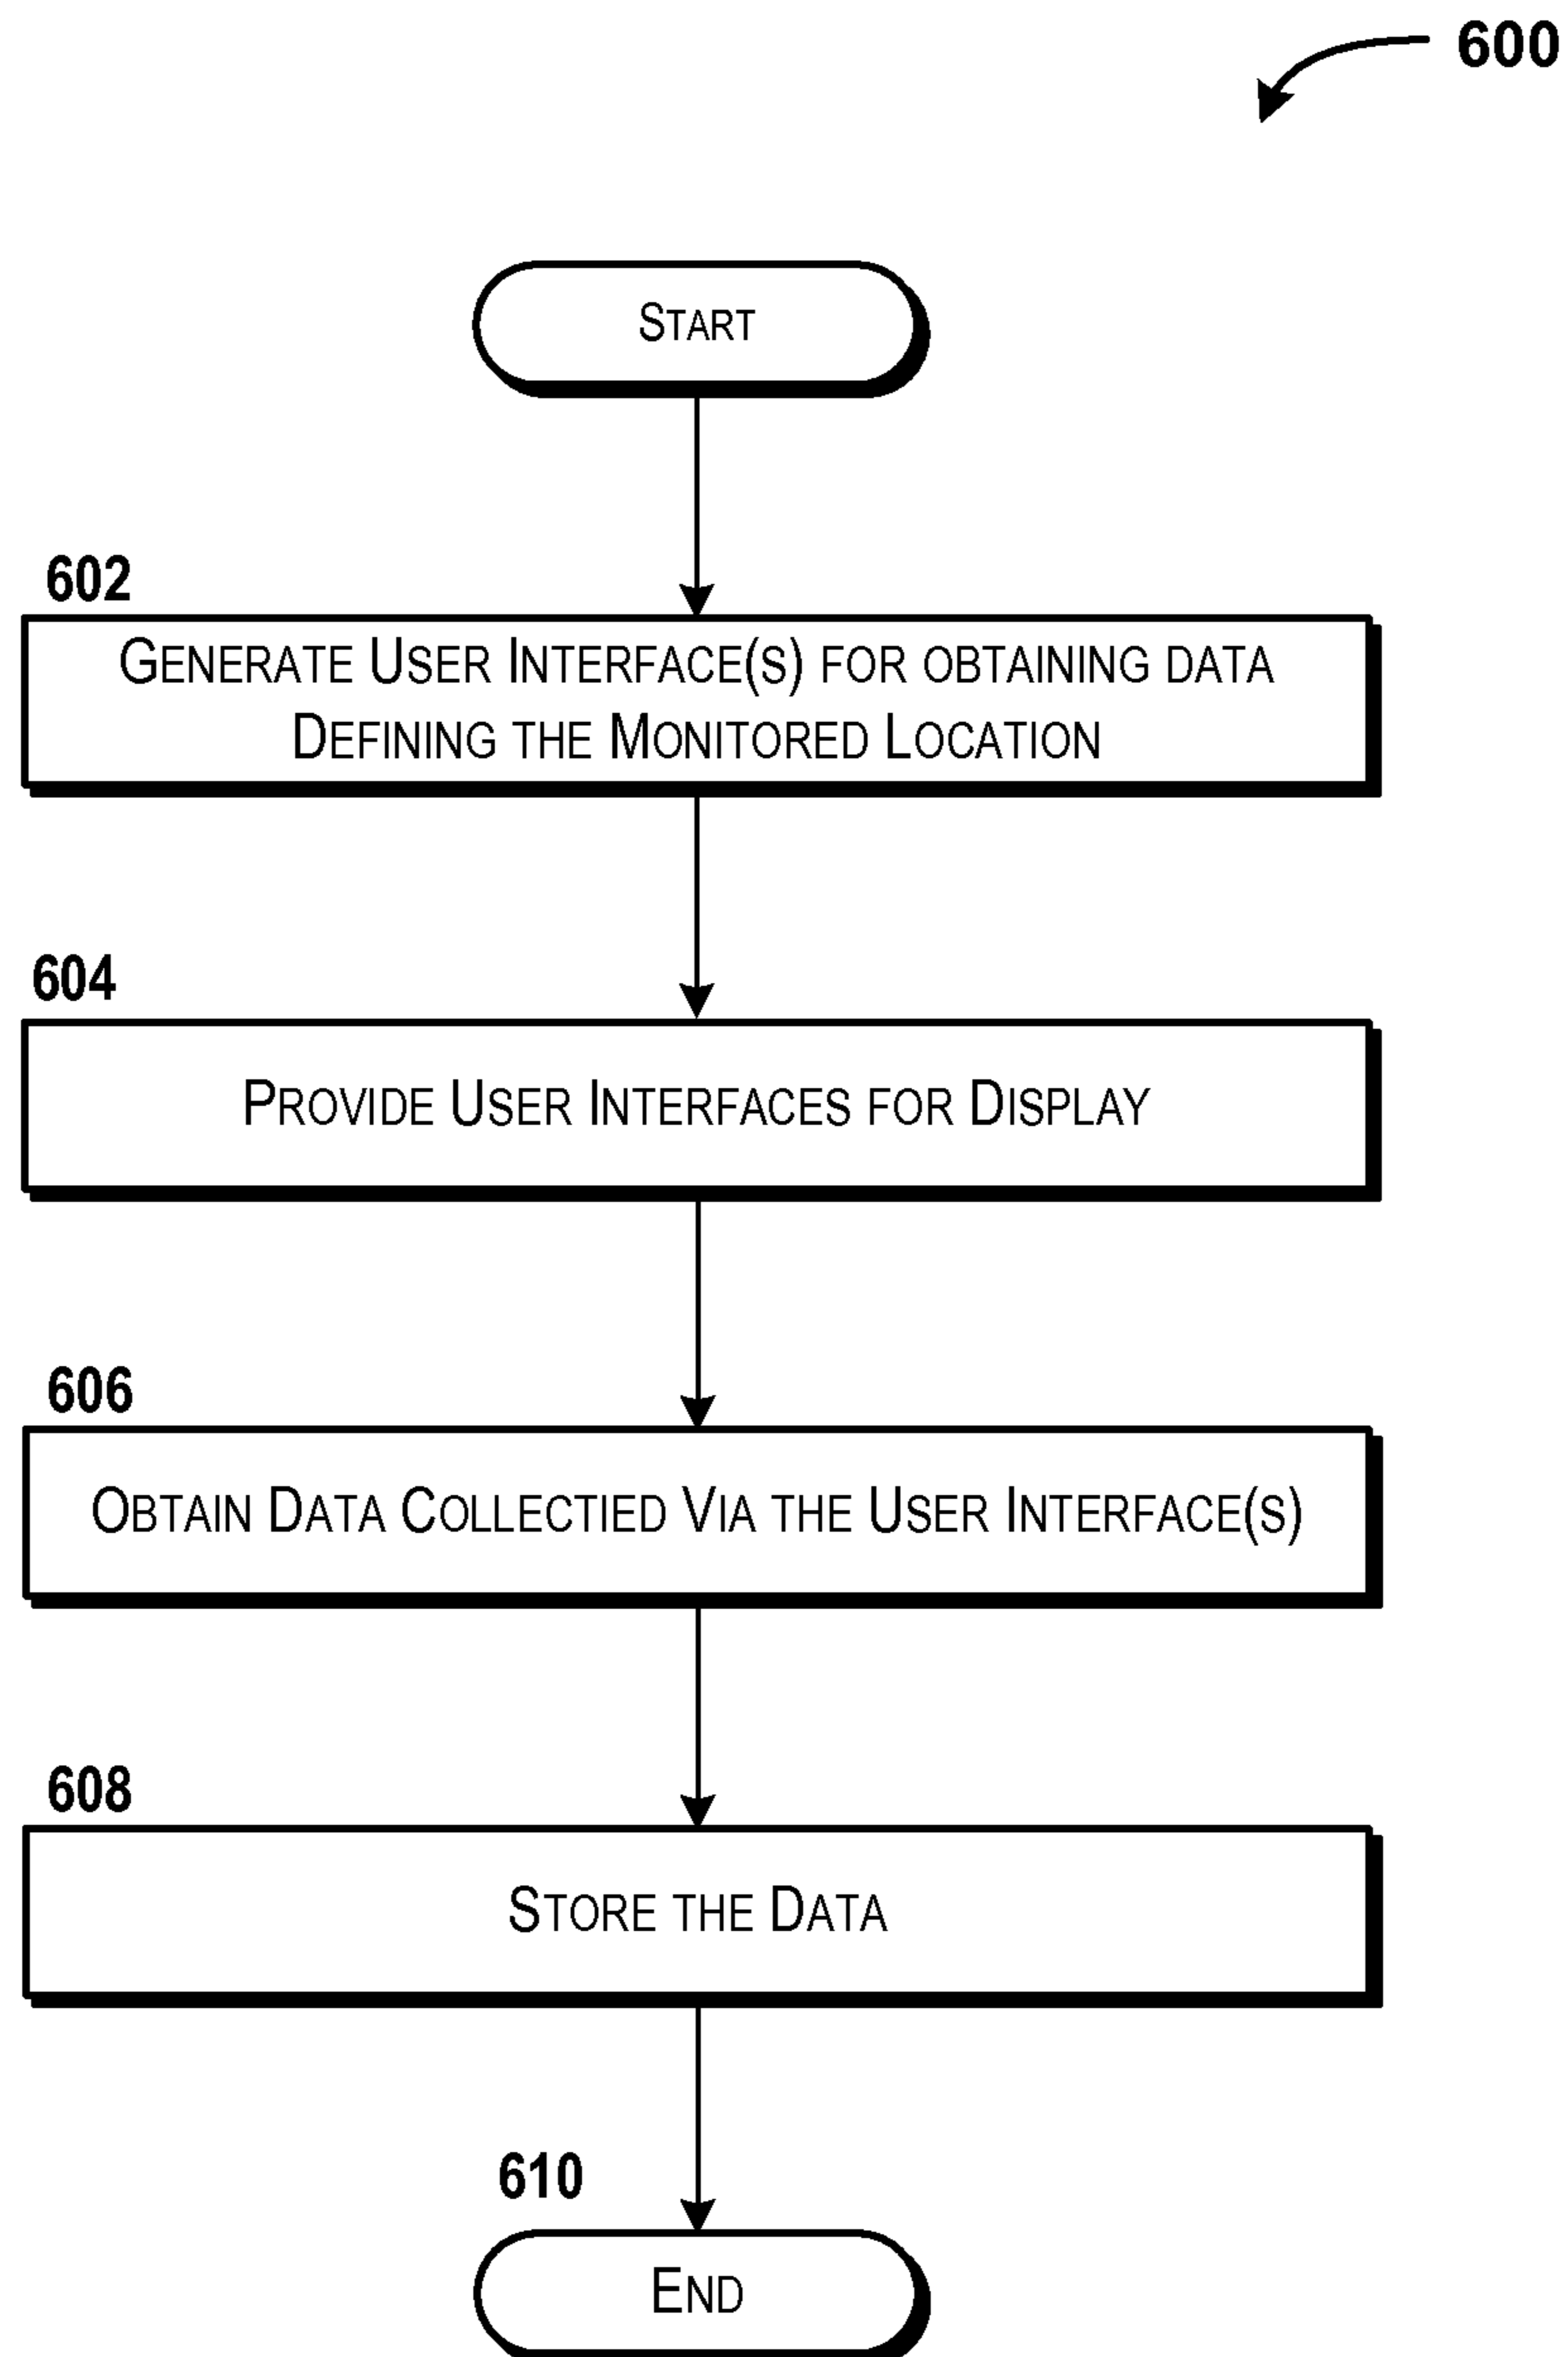 600
Start
602
Generate User Interface(s) for obtaining data
Defining the Monitored Location
604
Provide User Interfaces for Display
606
Obtain Data Collectied Via the User Interface(s)
608
Store the Data
610
End